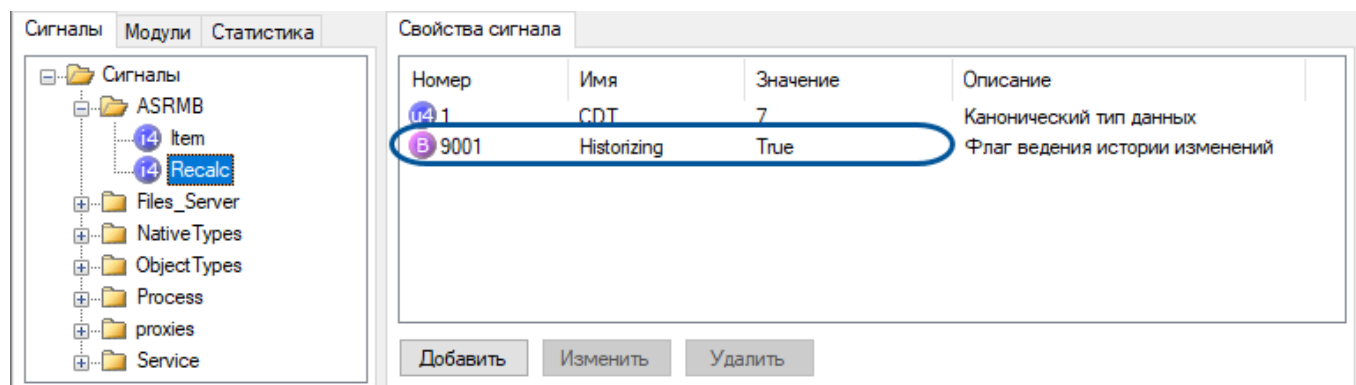 Сигналы Модули Статистика
Сигналы
ASRMB
i4 Item
i4 Recalc
Files_Server
NativeTypes
ObjectTypes
Process
proxies
Service
Свойства сигнала
Номер Имя Значение Описание
u4 1 CDT 7 Канонический тип данных
B 9001 Historizing True Флаг ведения истории изменений
Добавить Изменить Удалить